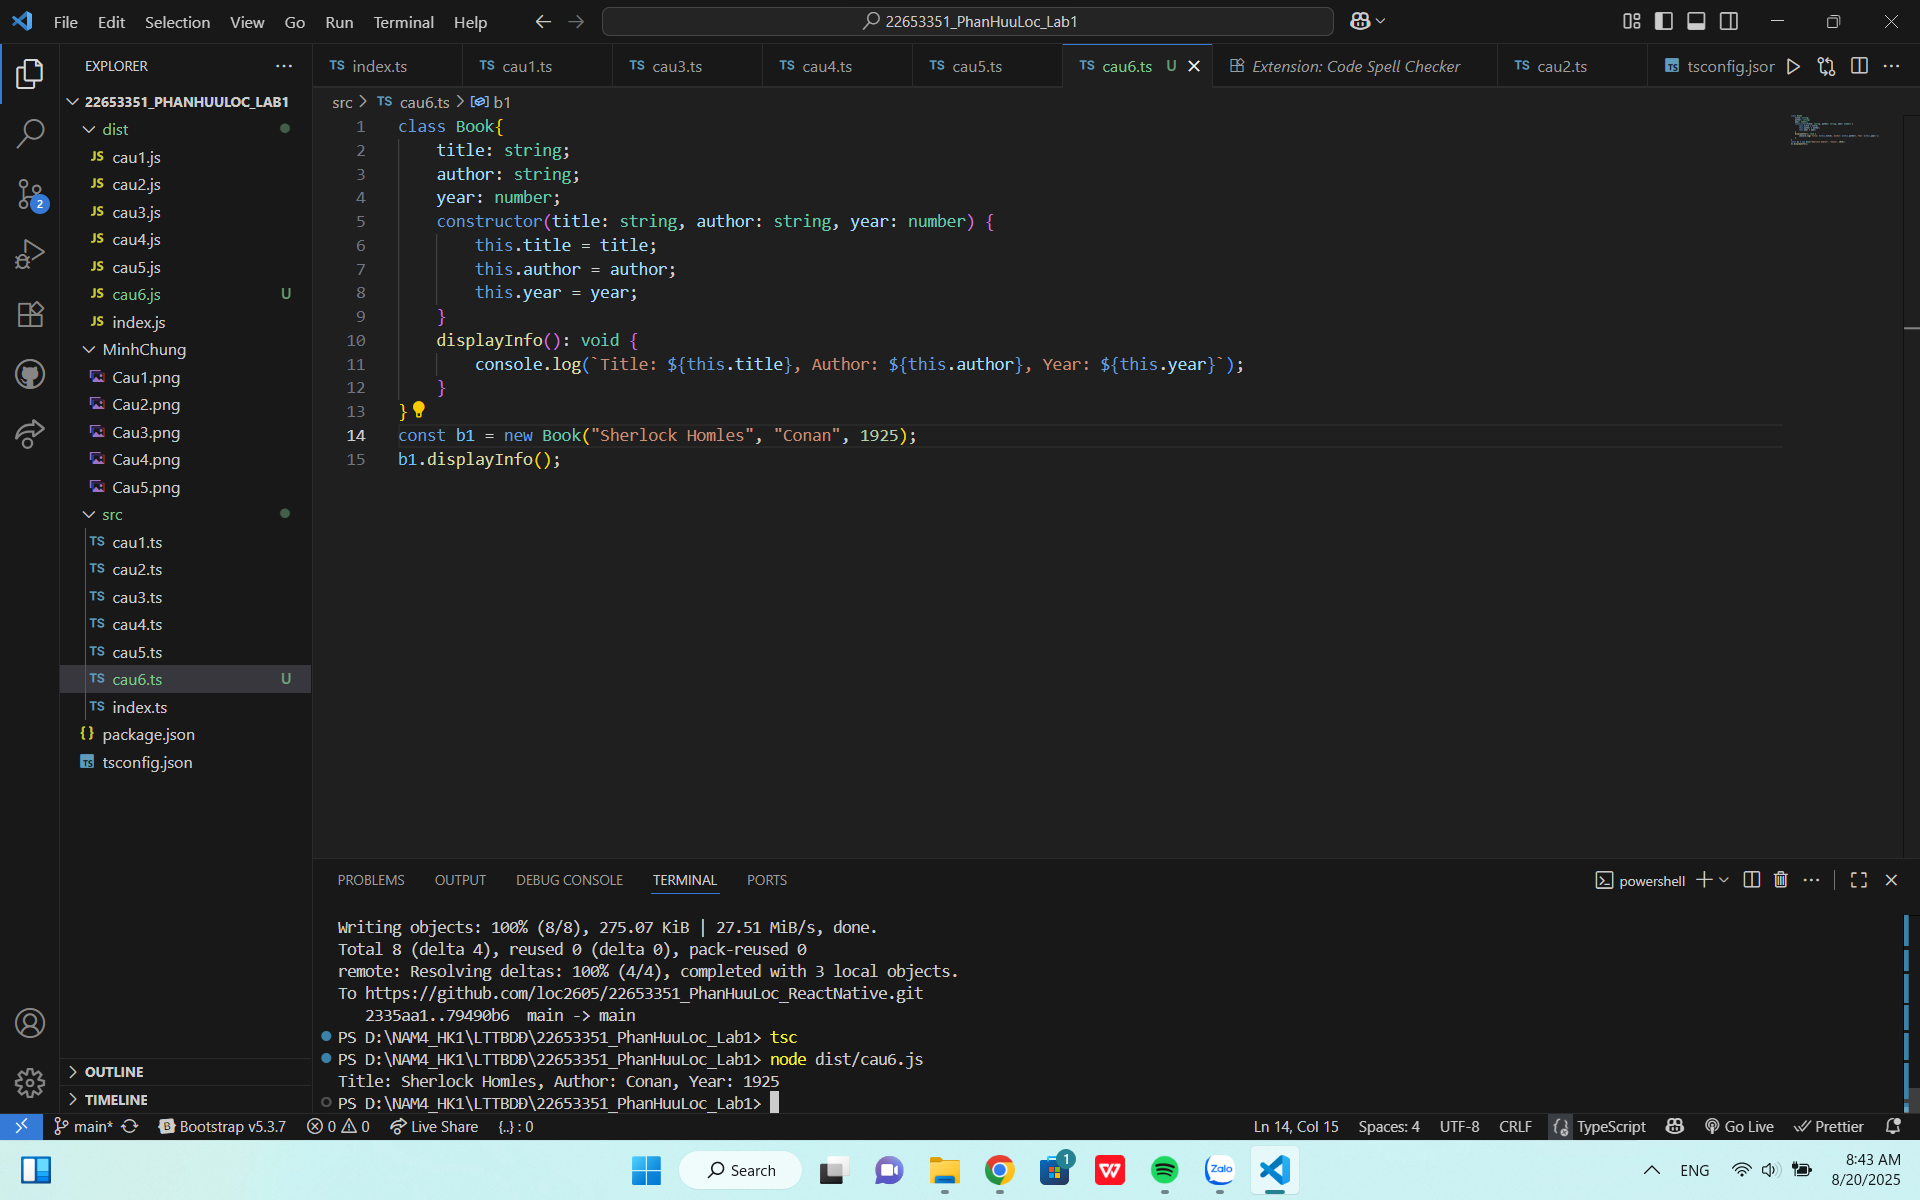 File Edit Selection View Go Run Terminal Help
22653351_PhanHuuLoc_Lab1
EXPLORER
22653351_PHANHUULOC_LAB1
dist
JS cau1.js
JS cau2.js
JS cau3.js
JS cau4.js
JS cau5.js
JS cau6.js U
JS index.js
MinhChung
Cau1.png
Cau2.png
Cau3.png
Cau4.png
Cau5.png
src
TS cau1.ts
TS cau2.ts
TS cau3.ts
TS cau4.ts
TS cau5.ts
TS cau6.ts U
TS index.ts
{} package.json
TS tsconfig.json
OUTLINE
TIMELINE
2
TS index.ts TS cau1.ts TS cau3.ts TS cau4.ts TS cau5.ts TS cau6.ts U Extension: Code Spell Checker TS cau2.ts TS tsconfig.jsor
src > TS cau6.ts > b1
1 class Book{
2 title: string;
3 author: string;
4 year: number;
5 constructor(title: string, author: string, year: number) {
6 this.title = title;
7 this.author = author;
8 this.year = year;
9 }
10 displayInfo(): void {
11 console.log(`Title: ${this.title}, Author: ${this.author}, Year: ${this.year}`);
12 }
13 }
14 const b1 = new Book("Sherlock Homles", "Conan", 1925);
15 b1.displayInfo();
PROBLEMS OUTPUT DEBUG CONSOLE TERMINAL PORTS
powershell
Writing objects: 100% (8/8), 275.07 KiB | 27.51 MiB/s, done.
Total 8 (delta 4), reused 0 (delta 0), pack-reused 0
remote: Resolving deltas: 100% (4/4), completed with 3 local objects.
To https://github.com/loc2605/22653351_PhanHuuLoc_ReactNative.git
2335aa1..79490b6 main -> main
PS D:\NAM4_HK1\LTTBDĐ\22653351_PhanHuuLoc_Lab1> tsc
PS D:\NAM4_HK1\LTTBDĐ\22653351_PhanHuuLoc_Lab1> node dist/cau6.js
Title: Sherlock Homles, Author: Conan, Year: 1925
PS D:\NAM4_HK1\LTTBDĐ\22653351_PhanHuuLoc_Lab1>
main* Bootstrap v5.3.7 0 0 Live Share {..} : 0
Ln 14, Col 15 Spaces: 4 UTF-8 CRLF TypeScript Go Live Prettier
Search
1
Zalo
ENG
8:43 AM
8/20/2025